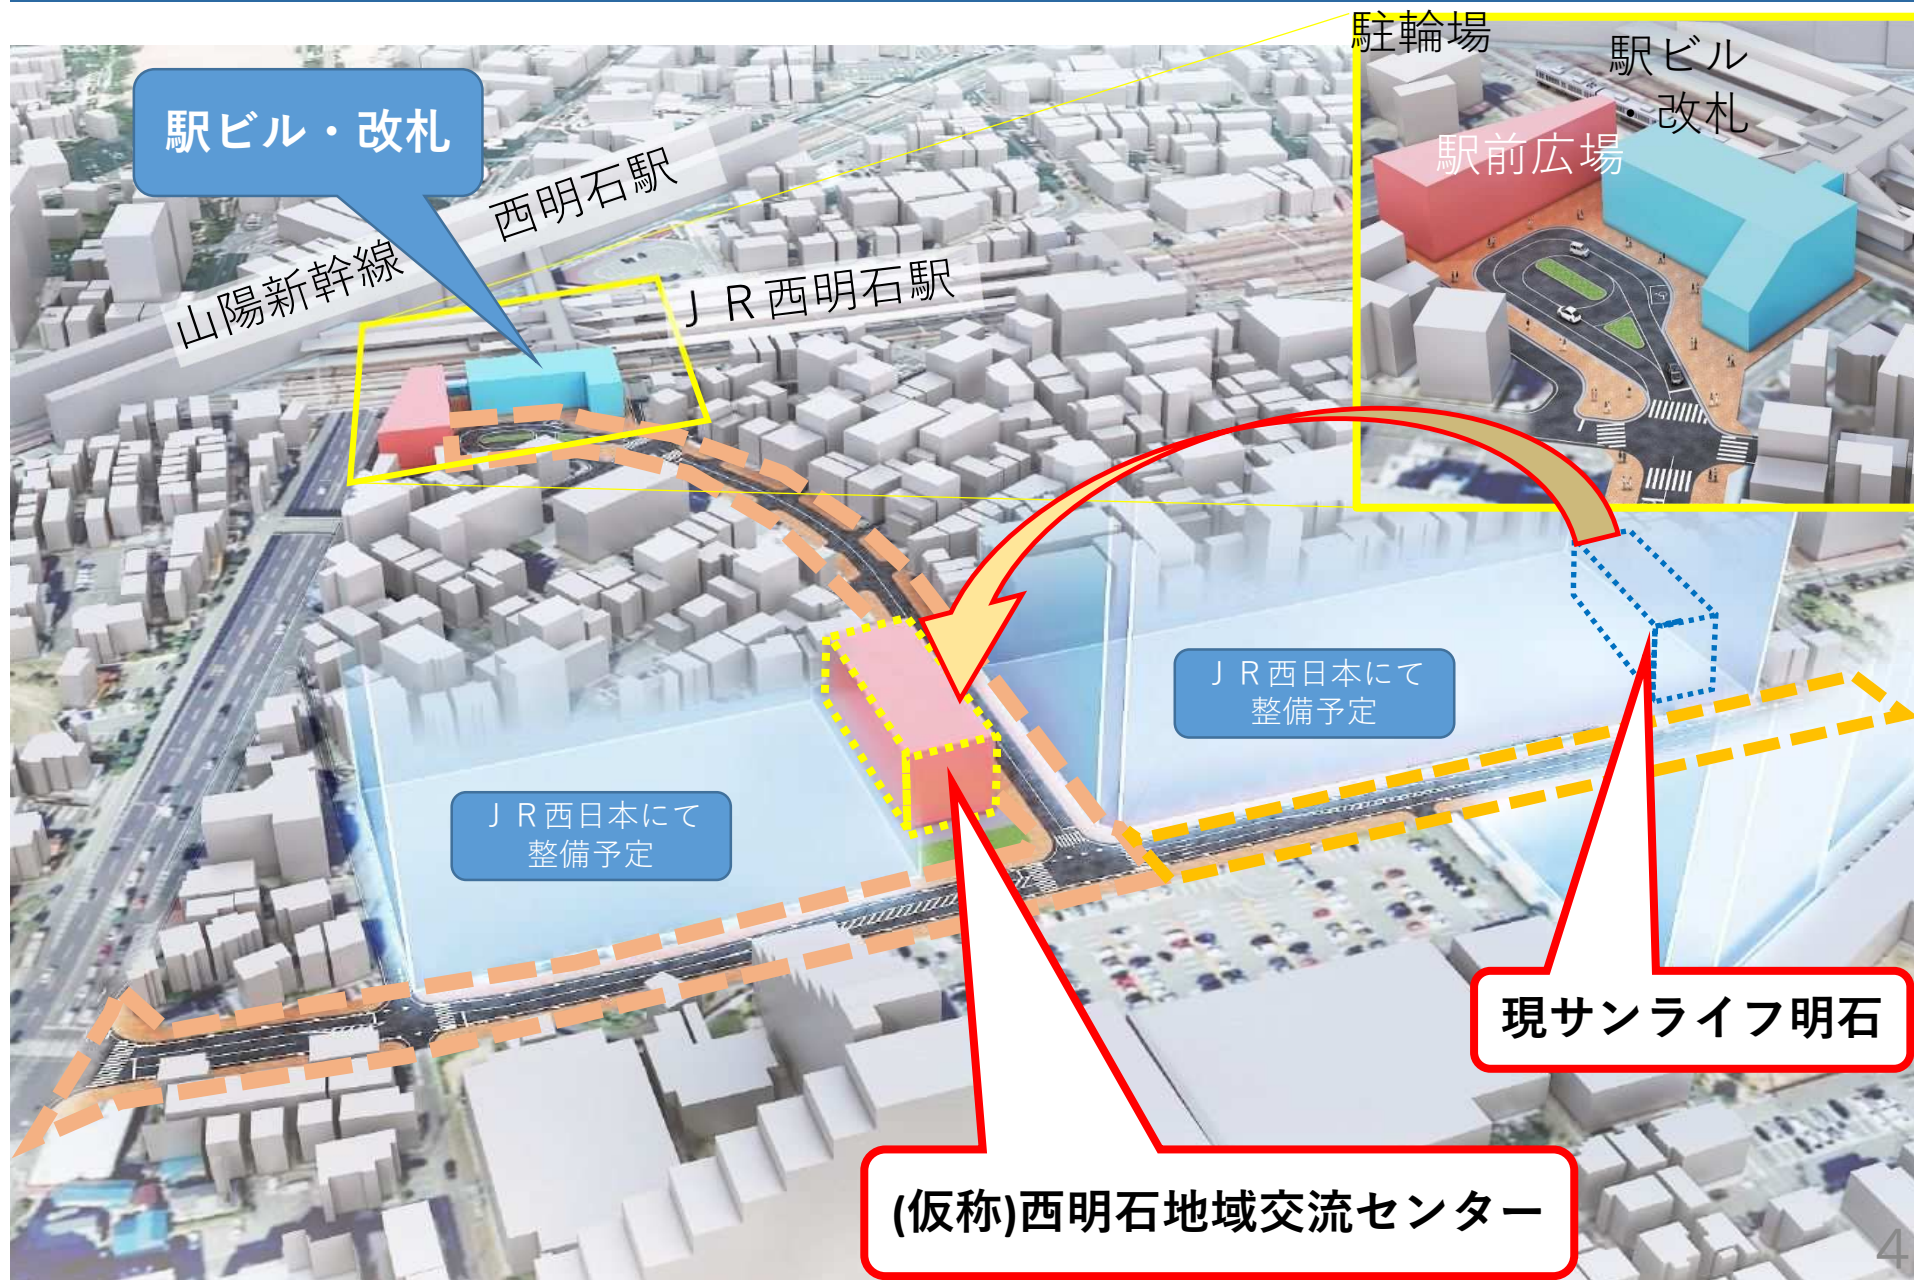 駐輪場
駅ビル
改札
駅前広場
駅ビル・改札
西明石駅
山陽新幹線
ＪＲ西明石駅
ＪＲ西日本にて
整備予定
ＪＲ西日本にて
整備予定
現サンライフ明石
(仮称)西明石地域交流センター
4